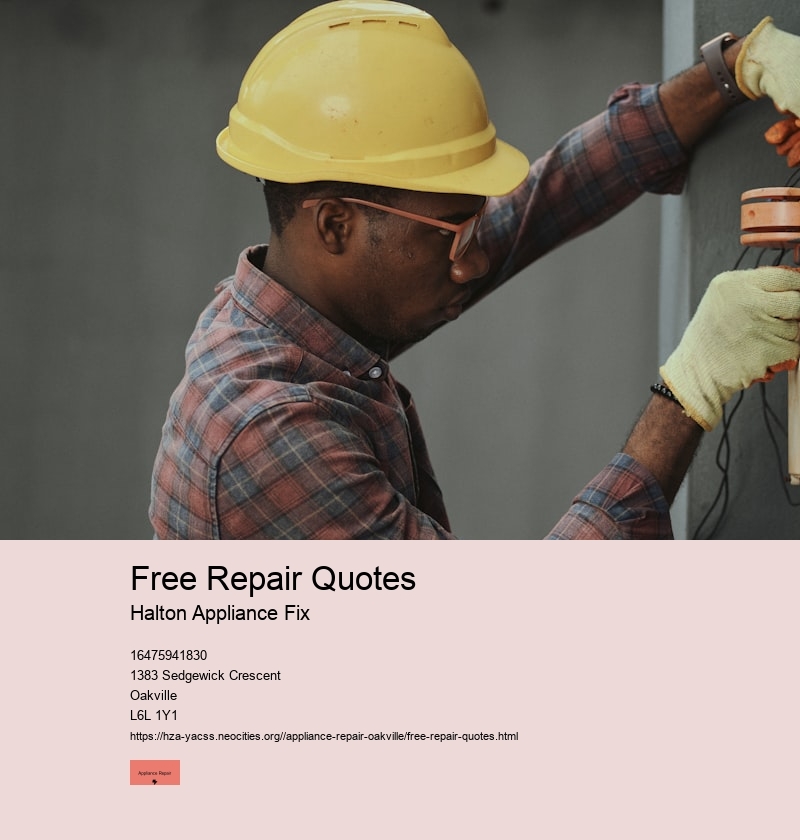 Free Repair Quotes
Halton Appliance Fix
16475941830
1383 Sedgewick Crescent
Oakville
L6L 1Y1
https://hza-yacss.neocities.org//appliance-repair-oakville/free-repair-quotes.html
Appliance Repair